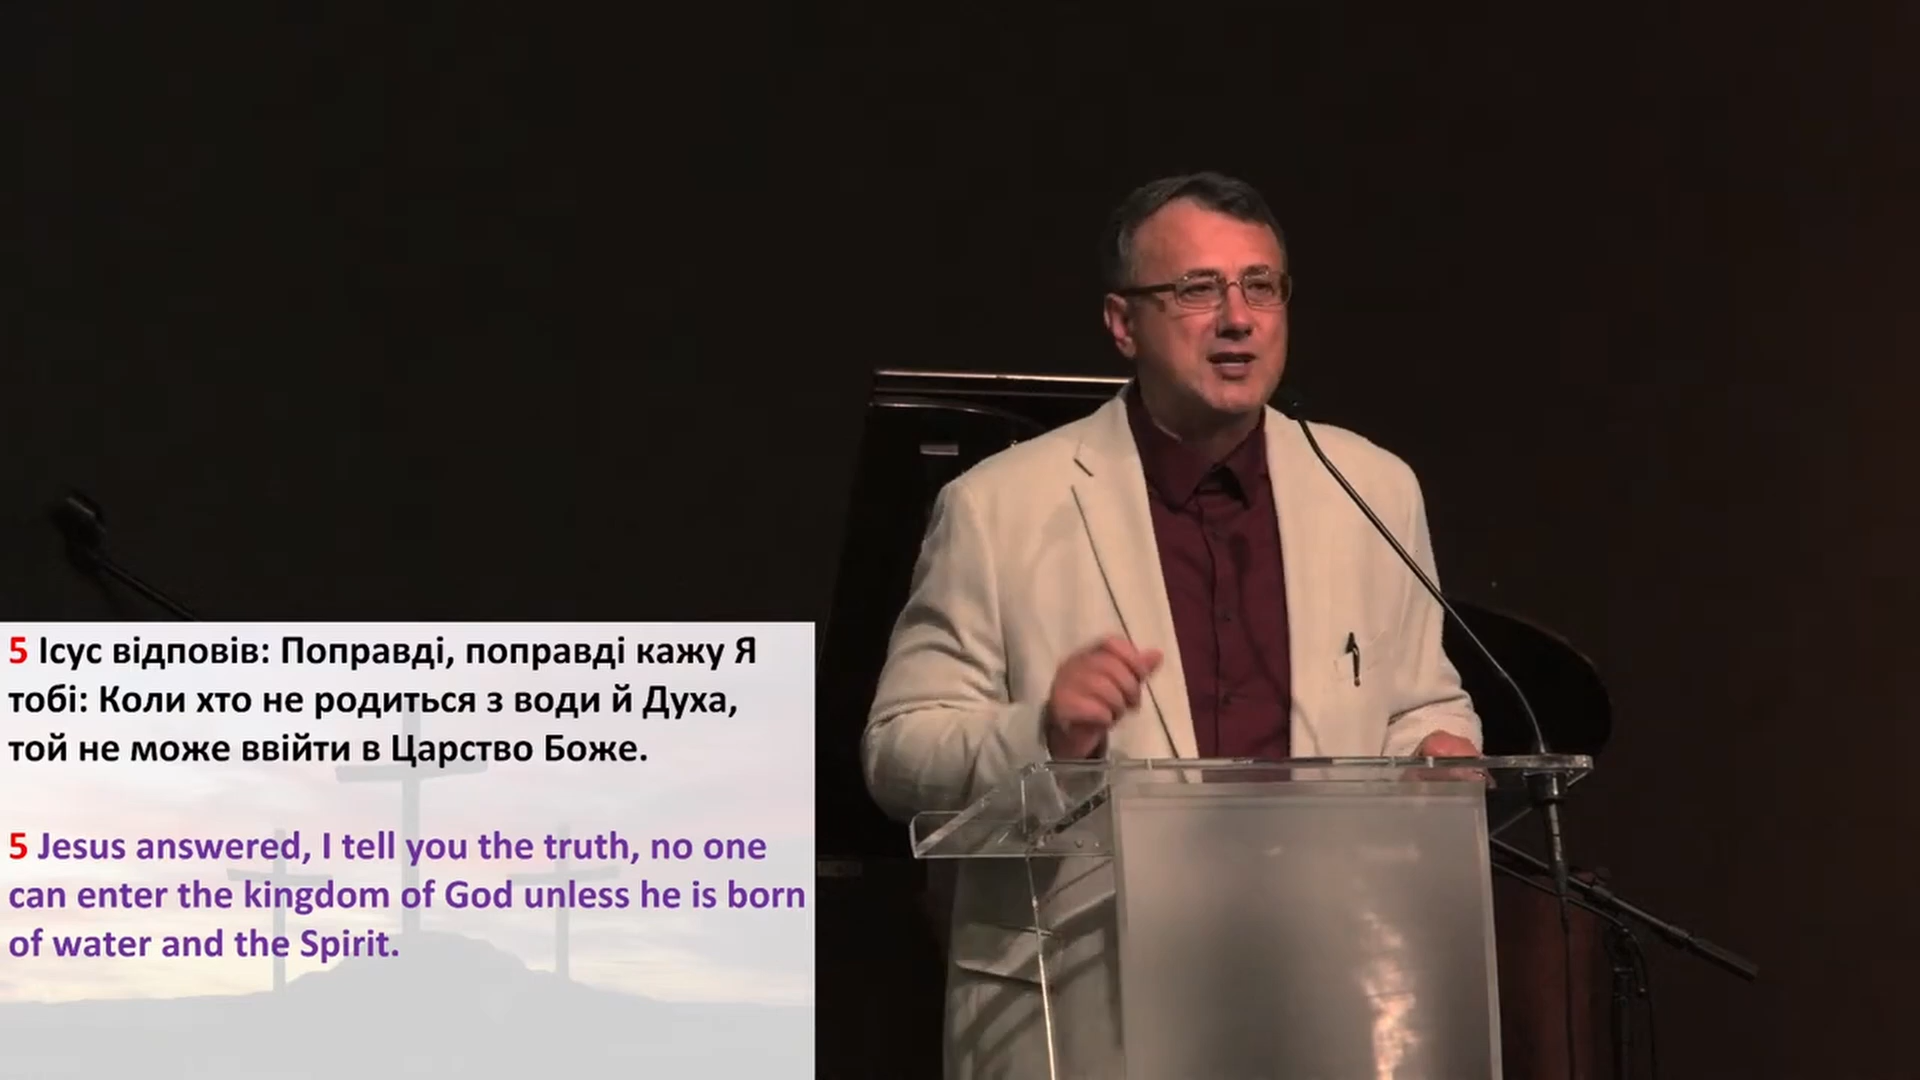 5 Ісус відповів: Поправді, поправді кажу Я
тобі: Коли хто не родиться з води й Духа,
той не може ввійти в Царство Боже.
5 Jesus answered, I tell you the truth, no one
can enter the kingdom of God unless he is born
of water and the Spirit.